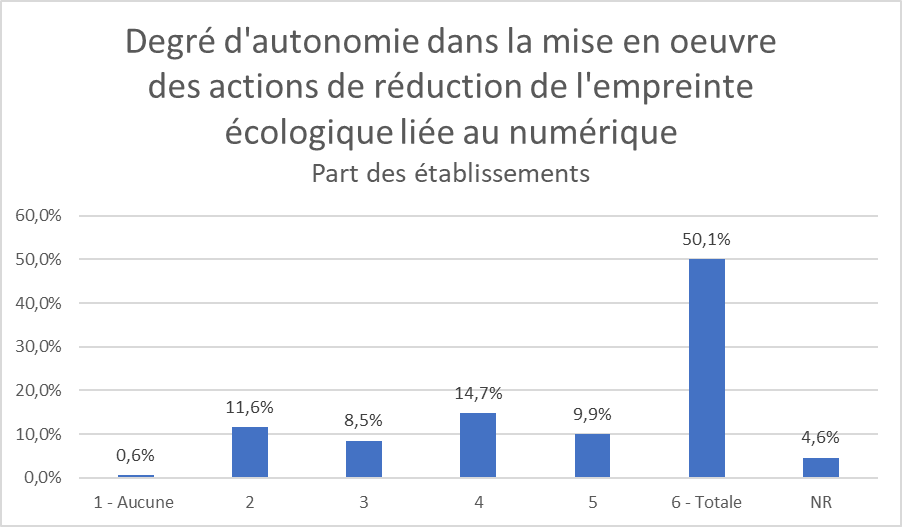 Degré d'autonomie dans la mise en oeuvre
des actions de réduction de l'empreinte
écologique liée au numérique
Part des établissements
60,0%
50,0%
40,0%
30,0%
20,0%
10,0%
0,0%
0,6%
11,6%
8,5%
14,7%
9,9%
50,1%
4,6%
1 - Aucune
2
3
4
5
6 - Totale
NR